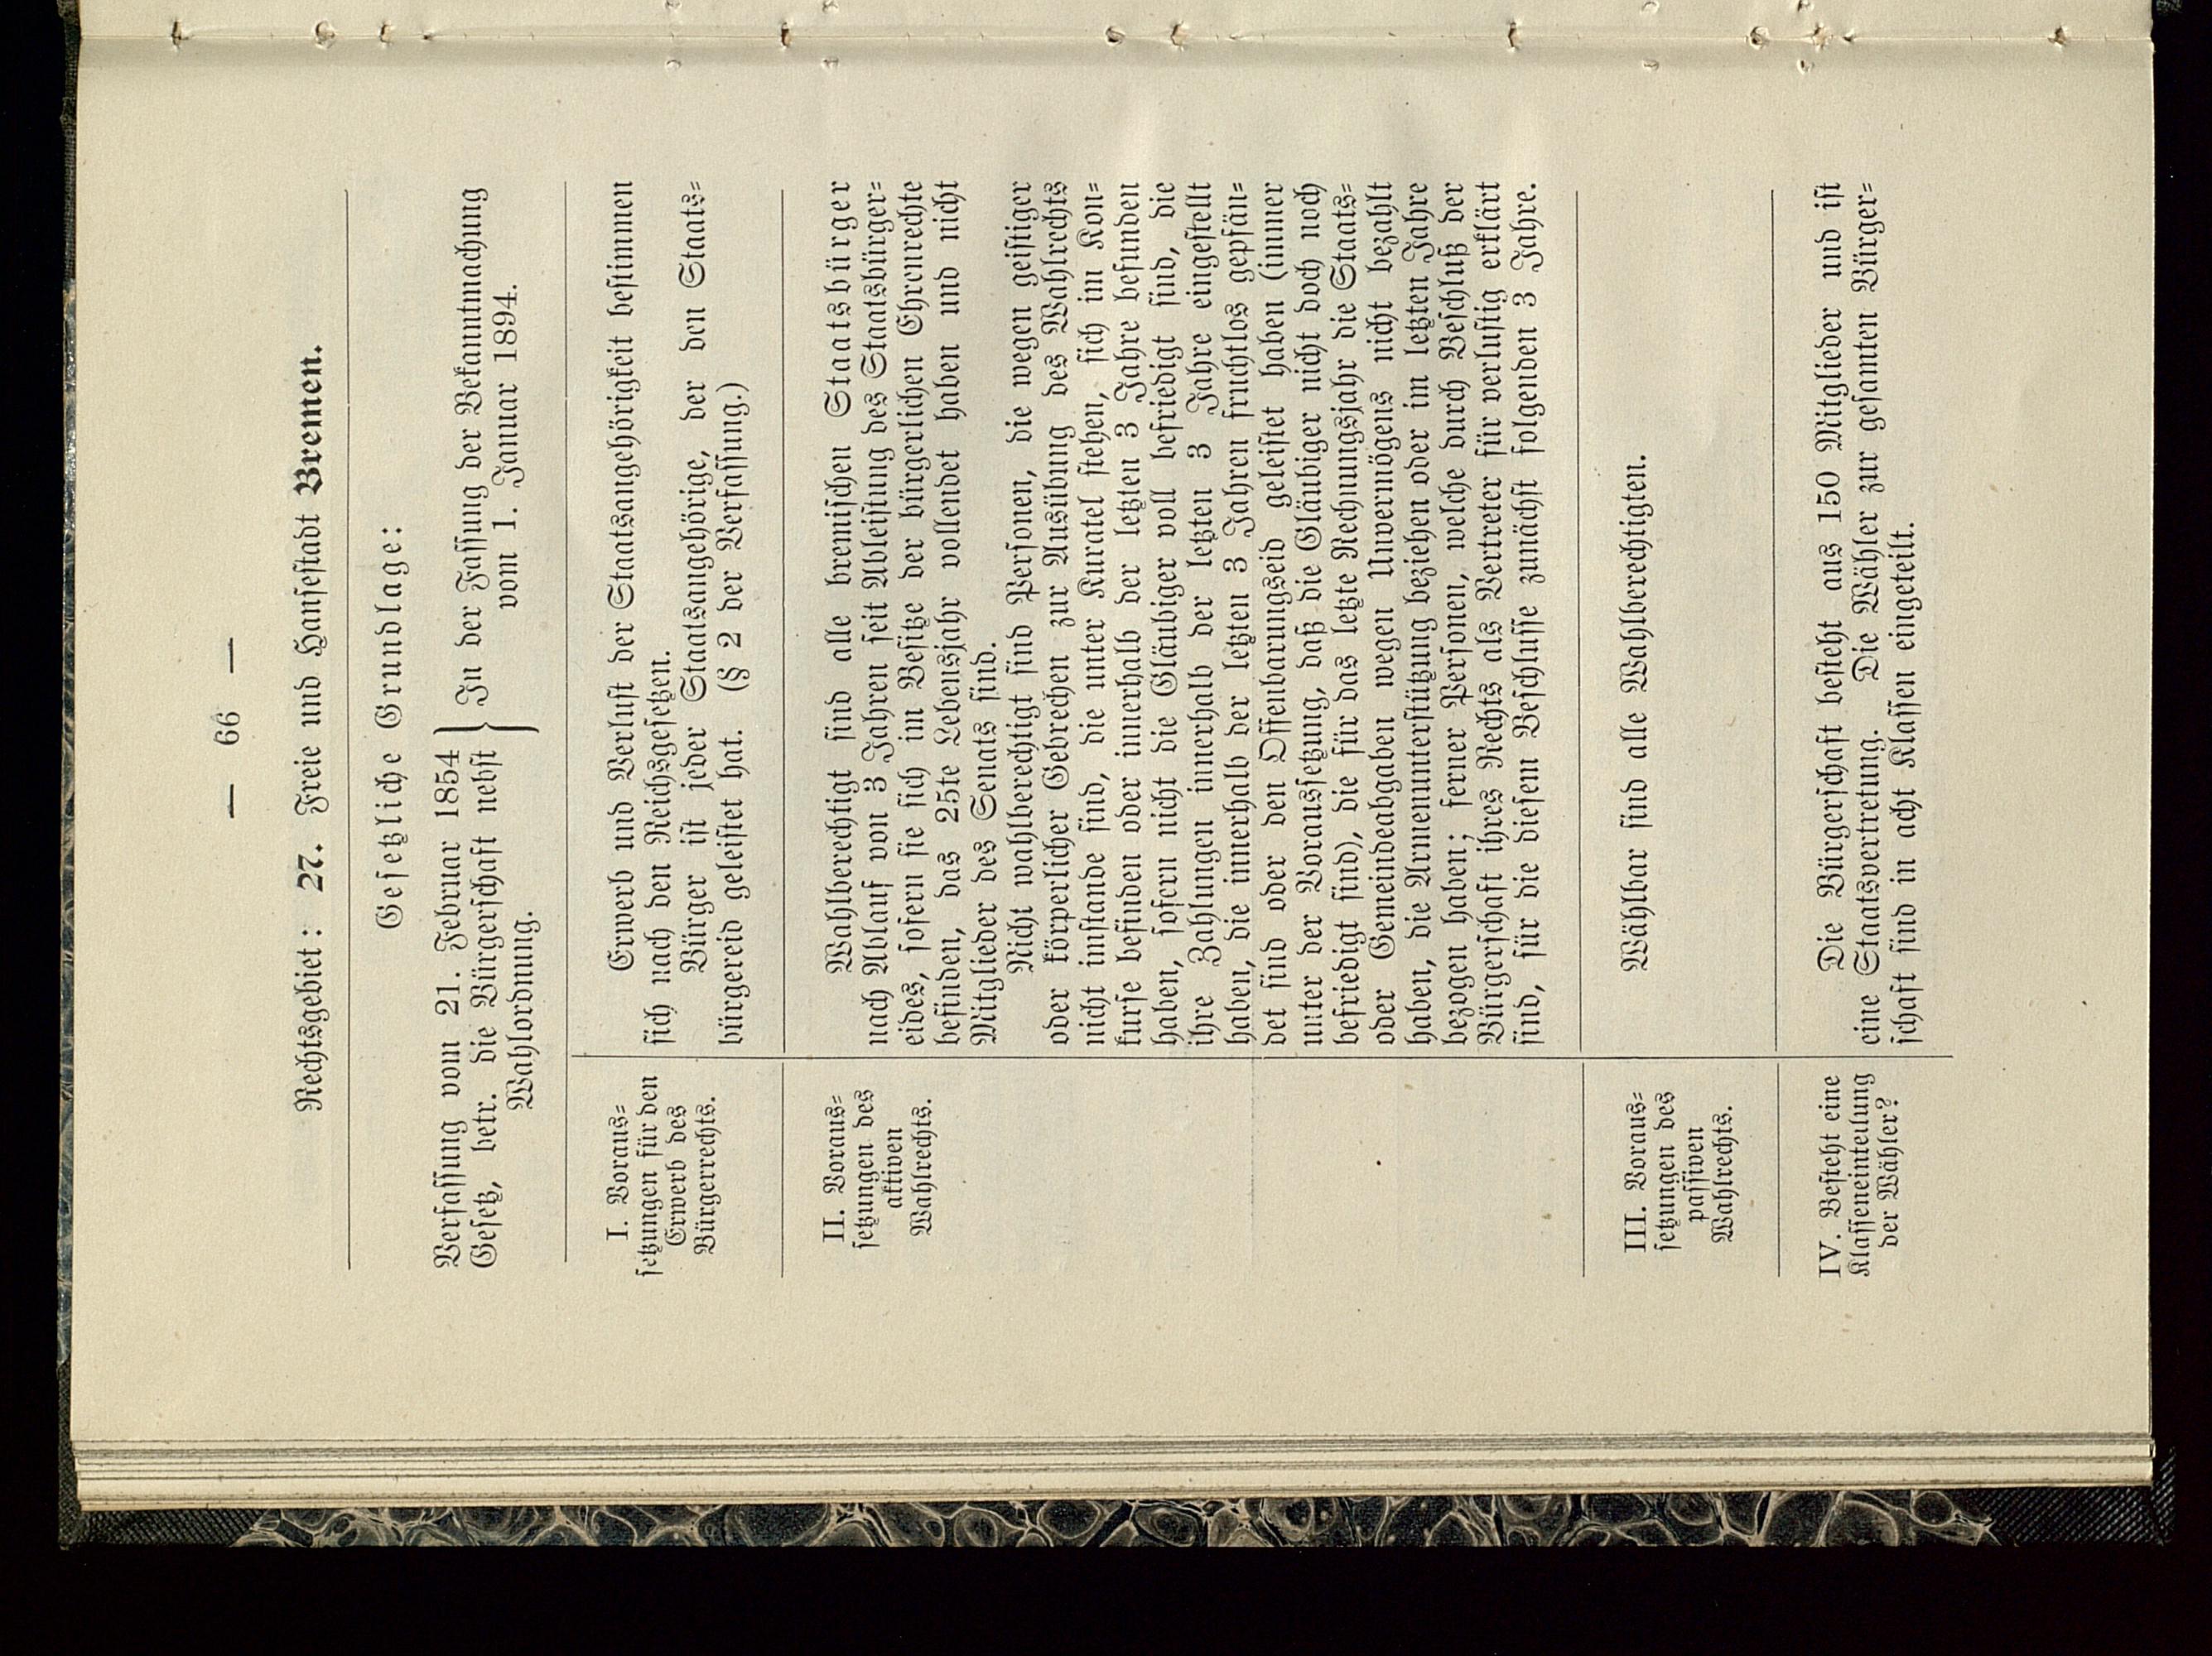 — 66 —
Rechtsgebiet: 27. Freie und Hansestadt Bremen.
Gesetzliche Grundlage:
Verfassung vom 21. Februar 1854
Gesetz, betr. die Bürgerschaft nebst
Wahlordnung.
} In der Fassung der Bekanntmachung
vom 1. Januar 1894.
I. Voraus=
setzungen für den
Erwerb des
Bürgerrechts.
Erwerb und Verlust der Staatsangehörigkeit bestimmen
sich nach den Reichsgesetzen.
Bürger ist jeder Staatsangehörige, der den Staats=
bürgereid geleistet hat. (§ 2 der Verfassung.)
II. Voraus=
setzungen des
aktiven
Wahlrechts.
Wahlberechtigt sind alle bremischen Staatsbürger
nach Ablauf von 3 Jahren seit Ableistung des Staatsbürger=
eides, sofern sie sich im Besitze der bürgerlichen Ehrenrechte
befinden, das 25te Lebensjahr vollendet haben und nicht
Mitglieder des Senats sind.
Nicht wahlberechtigt sind Personen, die wegen geistiger
oder körperlicher Gebrechen zur Ausübung des Wahlrechts
nicht imstande sind, die unter Kuratel stehen, sich im Kon=
kurse befinden oder innerhalb der letzten 3 Jahre befunden
haben, sofern nicht die Gläubiger voll befriedigt sind, die
ihre Zahlungen innerhalb der letzten 3 Jahre eingestellt
haben, die innerhalb der letzten 3 Jahren fruchtlos gepfän=
det sind oder den Offenbarungseid geleistet haben (immer
unter der Voraussetzung, daß die Gläubiger nicht doch noch
befriedigt sind), die für das letzte Rechnungsjahr die Staats=
oder Gemeindeabgaben wegen Unvermögens nicht bezahlt
haben, die Armenunterstützung beziehen oder im letzten Jahre
bezogen haben; ferner Personen, welche durch Beschluß der
Bürgerschaft ihres Rechts als Vertreter für verlustig erklärt
sind, für die diesem Beschlusse zunächst folgenden 3 Jahre.
III. Voraus=
setzungen des
passiven
Wahlrechts.
Wählbar sind alle Wahlberechtigten.
IV. Besteht eine
Klasseneinteilung
der Wähler?
Die Bürgerschaft besteht aus 150 Mitglieder und ist
eine Staatsvertretung. Die Wähler zur gesamten Bürger=
schaft sind in acht Klassen eingeteilt.